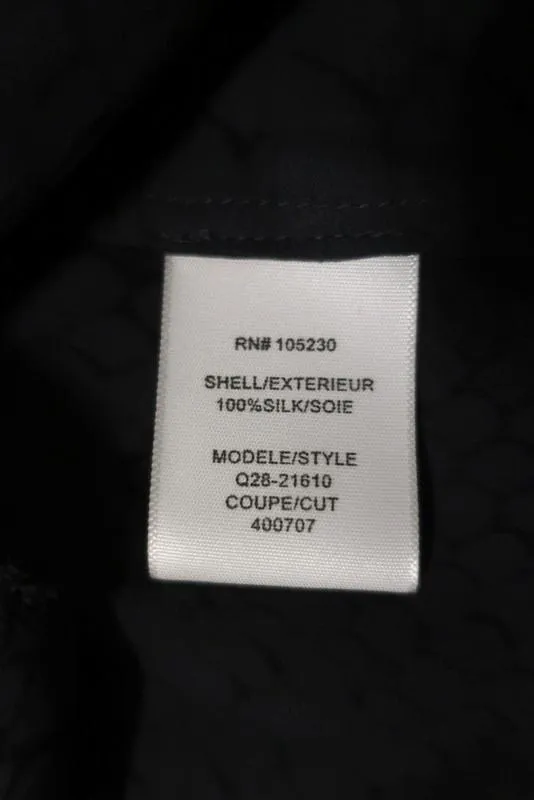 RN# 105230
SHELL/EXTERIEUR
100%SILK/SOIE
MODELE/STYLE
Q28-21610
COUPE/CUT
400707